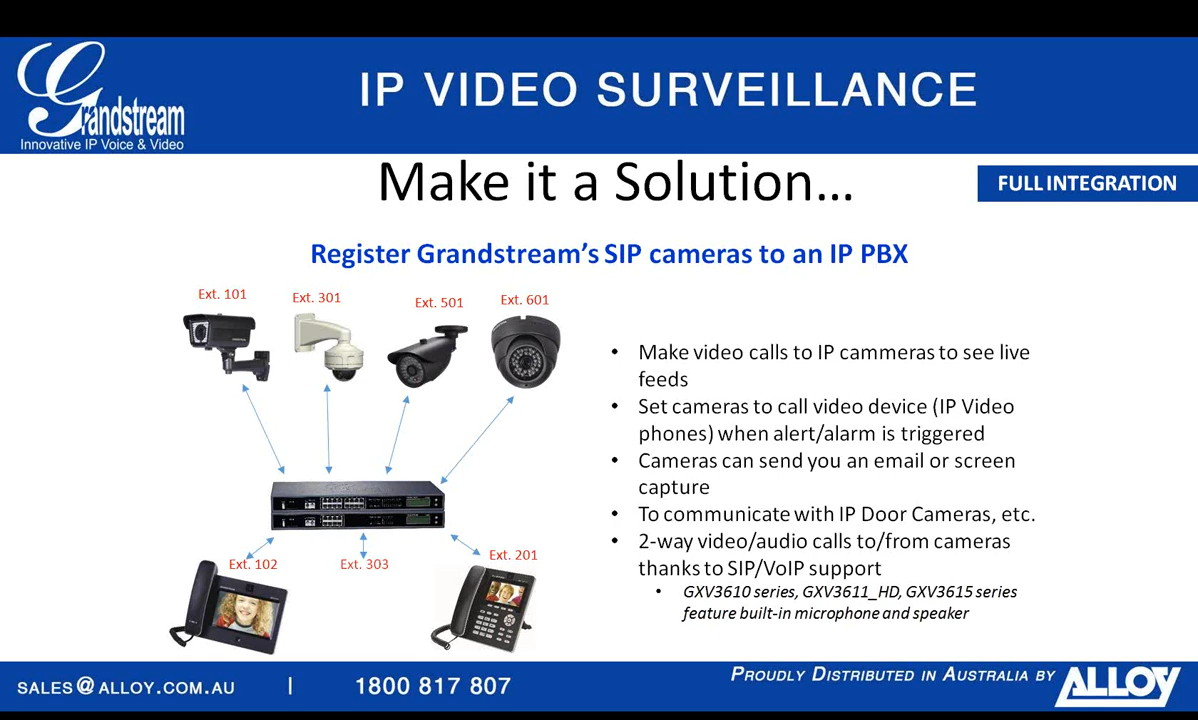 Grandstream
Innovative IP Voice & Video
IP VIDEO SURVEILLANCE
Make it a Solution...
FULL INTEGRATION
Register Grandstream's SIP cameras to an IP PBX
Ext. 101
Ext. 301
Ext. 501
Ext. 601
• Make video calls to IP cammeras to see live
feeds
• Set cameras to call video device (IP Video
phones) when alert/alarm is triggered
• Cameras can send you an email or screen
capture
• To communicate with IP Door Cameras, etc.
• 2-way video/audio calls to/from cameras
thanks to SIP/VoIP support
• GXV3610 series, GXV3611_HD, GXV3615 series
feature built-in microphone and speaker
Ext. 102
Ext. 303
Ext. 201
SALES@ALLOY.COM.AU | 1800 817 807
PROUDLY DISTRIBUTED IN AUSTRALIA BY ALLOY